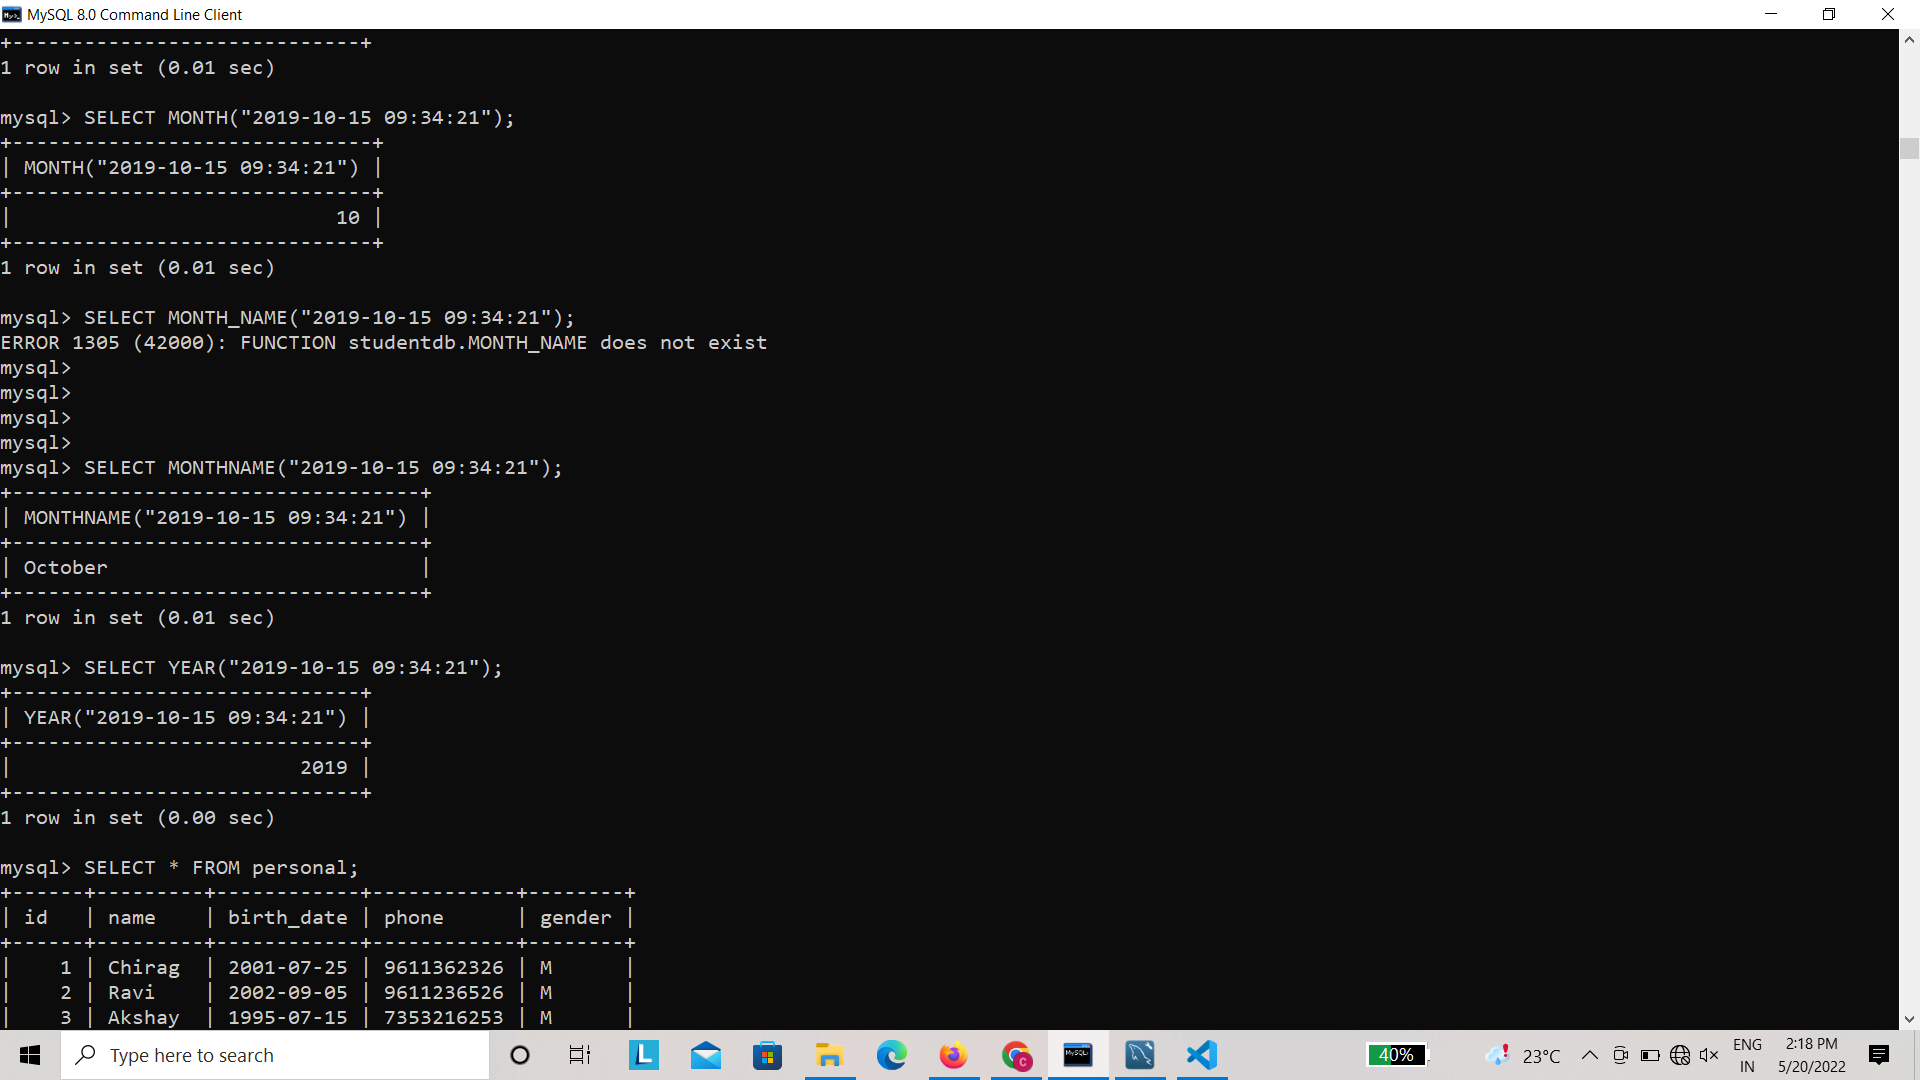 MySQL 8.0 Command Line Client
+-----------------------------+
1 row in set (0.01 sec)
mysql> SELECT MONTH("2019-10-15 09:34:21");
+------------------------------+
| MONTH("2019-10-15 09:34:21") |
+------------------------------+
|                           10 |
+------------------------------+
1 row in set (0.01 sec)
mysql> SELECT MONTH_NAME("2019-10-15 09:34:21");
ERROR 1305 (42000): FUNCTION studentdb.MONTH_NAME does not exist
mysql>
mysql>
mysql>
mysql>
mysql> SELECT MONTHNAME("2019-10-15 09:34:21");
+----------------------------------+
| MONTHNAME("2019-10-15 09:34:21") |
+----------------------------------+
| October                          |
+----------------------------------+
1 row in set (0.01 sec)
mysql> SELECT YEAR("2019-10-15 09:34:21");
+-----------------------------+
| YEAR("2019-10-15 09:34:21") |
+-----------------------------+
|                        2019 |
+-----------------------------+
1 row in set (0.00 sec)
mysql> SELECT * FROM personal;
+------+---------+------------+------------+--------+
| id   | name    | birth_date | phone      | gender |
+------+---------+------------+------------+--------+
|    1 | Chirag  | 2001-07-25 | 9611362326 | M      |
|    2 | Ravi    | 2002-09-05 | 9611236526 | M      |
|    3 | Akshay  | 1995-07-15 | 7353216253 | M      |
Type here to search
L
MySQL
C
40%
23°C
ENG
IN
2:18 PM
5/20/2022